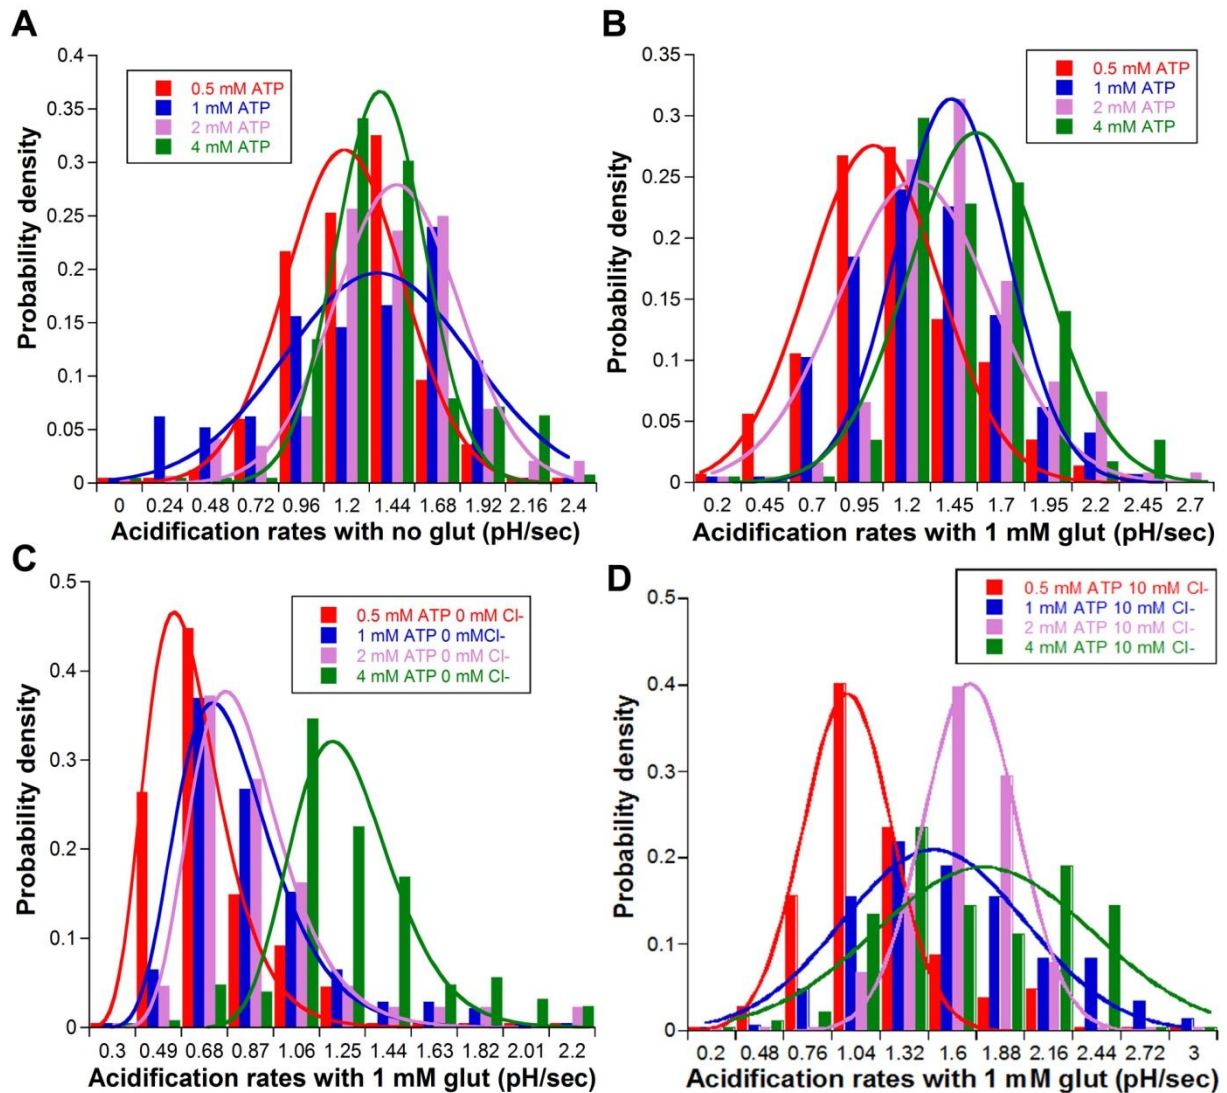 A
0.4
0.35
0.3
0.25
0.2
0.15
0.1
0.05
0
Probability density
0.5 mM ATP
1 mM ATP
2 mM ATP
4 mM ATP
0 0.24 0.48 0.72 0.96 1.2 1.44 1.68 1.92 2.16 2.4
Acidification rates with no glut (pH/sec)
B
0.35
0.3
0.25
0.2
0.15
0.1
0.05
0
Probability density
0.5 mM ATP
1 mM ATP
2 mM ATP
4 mM ATP
0.2 0.45 0.7 0.95 1.2 1.45 1.7 1.95 2.2 2.45 2.7
Acidification rates with 1 mM glut (pH/sec)
C
0.5
0.4
0.3
0.2
0.1
0
Probability density
0.5 mM ATP 0 mM Cl-
1 mM ATP 0 mMCl-
2 mM ATP 0 mM Cl-
4 mM ATP 0 mM Cl-
0.3 0.49 0.68 0.87 1.06 1.25 1.44 1.63 1.82 2.01 2.2
Acidification rates with 1 mM glut (pH/sec)
D
0.5
0.4
0.3
0.2
0.1
0
Probability density
0.5 mM ATP 10 mM Cl-
1 mM ATP 10 mM Cl-
2 mM ATP 10 mM Cl-
4 mM ATP 10 mM Cl-
0.2 0.48 0.76 1.04 1.32 1.6 1.88 2.16 2.44 2.72 3
Acidification rates with 1 mM glut (pH/sec)